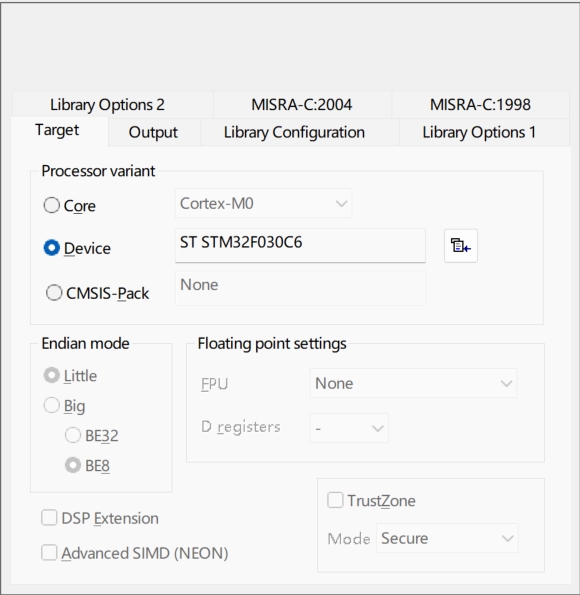 Library Options 2 MISRA-C:2004 MISRA-C:1998
Target Output Library Configuration Library Options 1
Processor variant
Core Cortex-M0
Device ST STM32F030C6
CMSIS-Pack None
Endian mode
Little
Big
BE32
BE8
Floating point settings
FPU None
D registers -
DSP Extension
Advanced SIMD (NEON)
TrustZone
Mode Secure